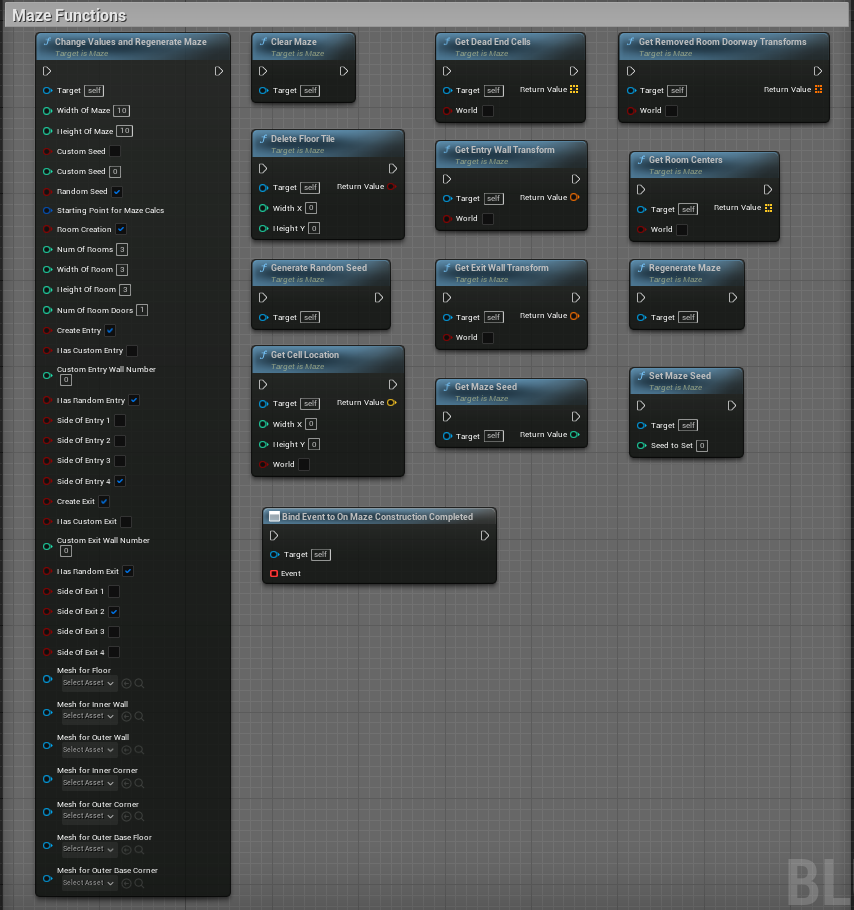 Maze Functions
Change Values and Regenerate Maze
Target is Maze
Target self
Width Of Maze 10
Height Of Maze 10
Custom Seed
Custom Seed 0
Random Seed
Starting Point for Maze Calcs
Room Creation
Num Of Rooms 3
Width Of Room 3
Height Of Room 3
Num Of Room Doors 1
Create Entry
Has Custom Entry
Custom Entry Wall Number
0
Has Random Entry
Side Of Entry 1
Side Of Entry 2
Side Of Entry 3
Side Of Entry 4
Create Exit
Has Custom Exit
Custom Exit Wall Number
0
Has Random Exit
Side Of Exit 1
Side Of Exit 2
Side Of Exit 3
Side Of Exit 4
Mesh for Floor
Select Asset
Mesh for Inner Wall
Select Asset
Mesh for Outer Wall
Select Asset
Mesh for Inner Corner
Select Asset
Mesh for Outer Corner
Select Asset
Mesh for Outer Base Floor
Select Asset
Mesh for Outer Base Corner
Select Asset
Clear Maze
Target is Maze
Target self
Delete Floor Tile
Target is Maze
Target self Return Value
Width X 0
Height Y 0
Generate Random Seed
Target is Maze
Target self
Get Cell Location
Target is Maze
Target self Return Value
Width X 0
Height Y 0
World
Bind Event to On Maze Construction Completed
Target self
Event
Get Dead End Cells
Target is Maze
Target self Return Value
World
Get Entry Wall Transform
Target is Maze
Target self Return Value
World
Get Exit Wall Transform
Target is Maze
Target self Return Value
World
Get Maze Seed
Target is Maze
Target self Return Value
Get Removed Room Doorway Transforms
Target is Maze
Target self Return Value
World
Get Room Centers
Target is Maze
Target self Return Value
World
Regenerate Maze
Target is Maze
Target self
Set Maze Seed
Target is Maze
Target self
Seed to Set 0
BL